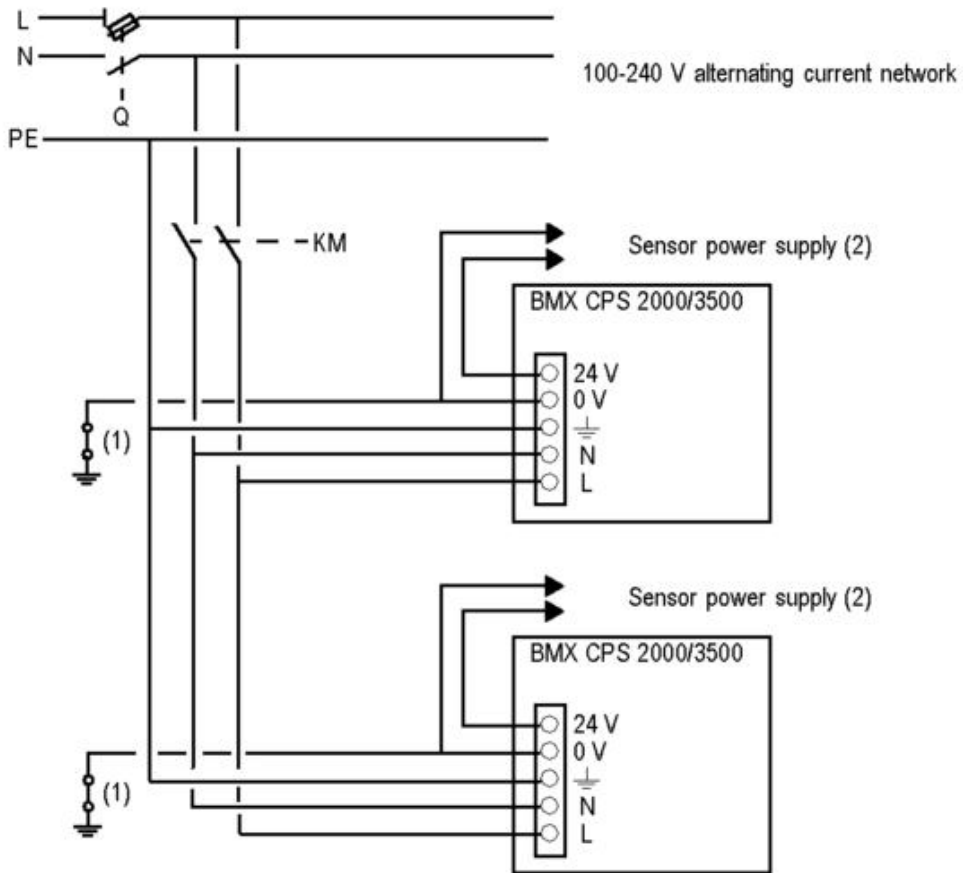 L
N
100-240 V alternating current network
Q
PE
KM
Sensor power supply (2)
BMX CPS 2000/3500
24 V
0 V
(1)
N
L
Sensor power supply (2)
BMX CPS 2000/3500
24 V
0 V
(1)
N
L